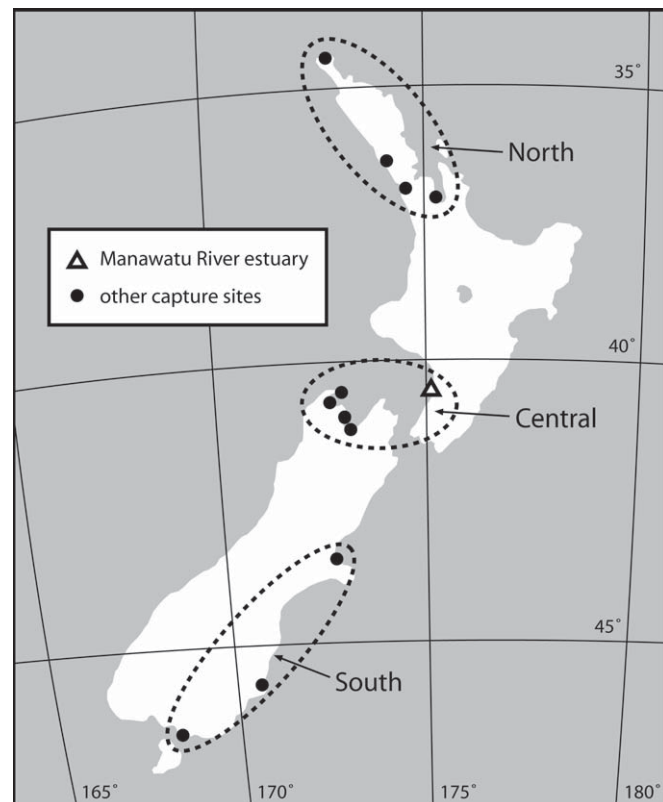 35°
North
Manawatu River estuary
other capture sites
40°
Central
45°
South
165°
170°
175°
180°